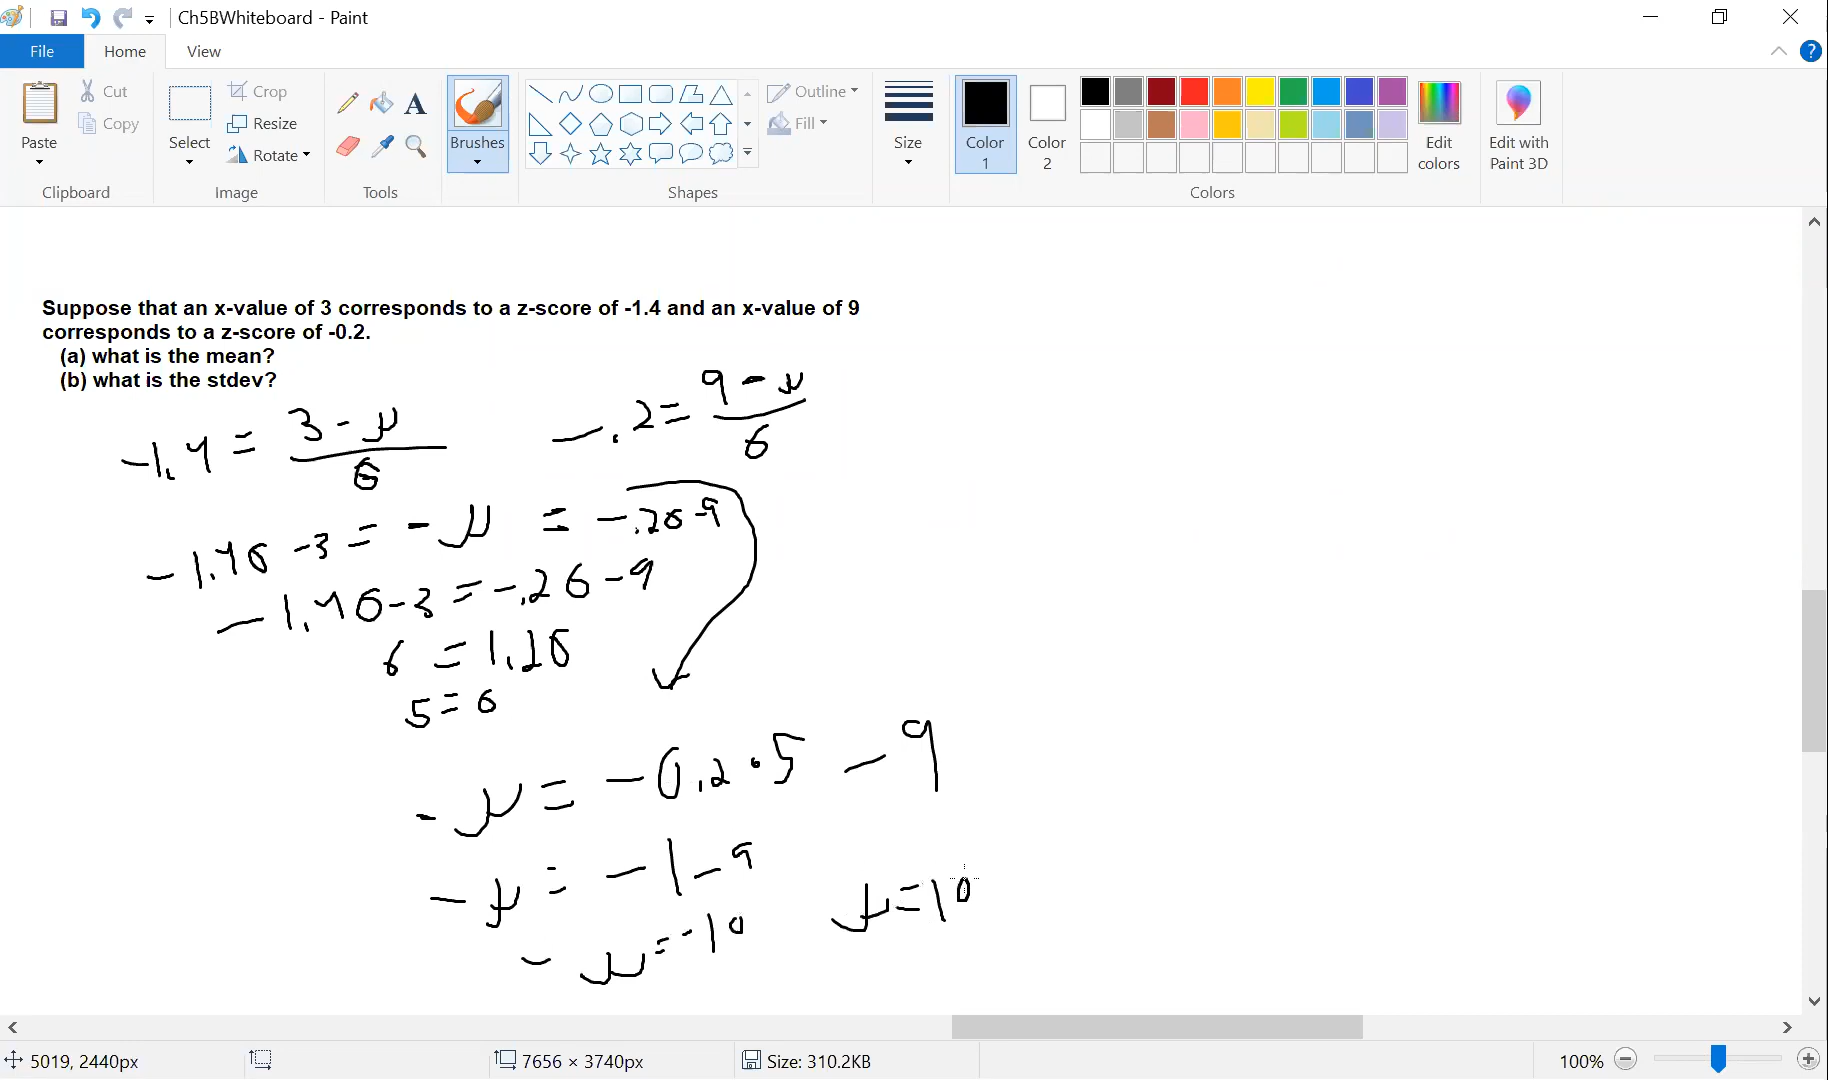 Ch5BWhiteboard - Paint
File Home View
Paste
Cut
Copy
Clipboard
Select
Crop
Resize
Rotate
Image
A
Tools
Brushes
Shapes
Outline
Fill
Size
Color 1
Color 2
Edit colors
Edit with Paint 3D
Colors
Suppose that an x-value of 3 corresponds to a z-score of -1.4 and an x-value of 9
corresponds to a z-score of -0.2.
(a) what is the mean?
(b) what is the stdev?
-1.4 = (3 - μ)/σ
-.2 = (9 - μ)/σ
-1.4σ - 3 = -μ = -.2σ - 9
-1.4σ - 3 = -.2σ - 9
6 = 1.2σ
5 = σ
-μ = -0.2 · 5 - 9
-μ = -1 - 9
-μ = -10
μ = 10
5019, 2440px
7656 × 3740px
Size: 310.2KB
100%